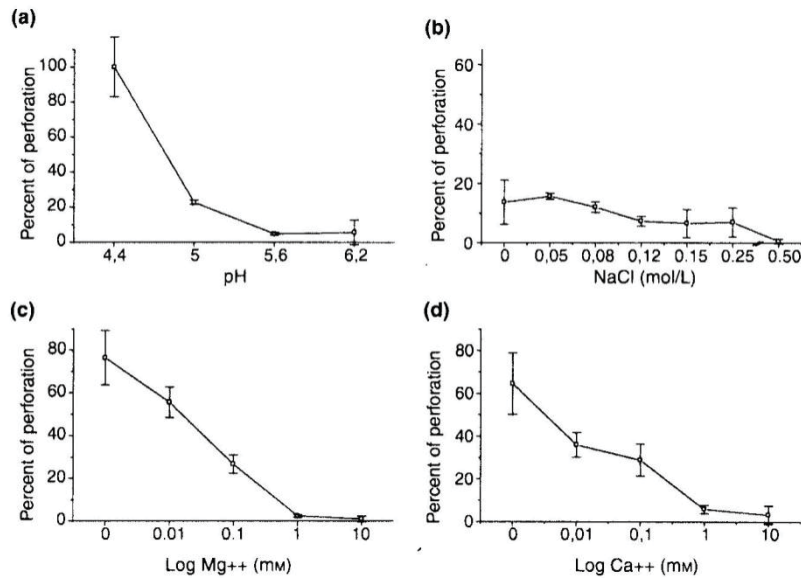 (a)
Percent of perforation
100
80
60
40
20
0
4,4 5 5,6 6,2
pH
(b)
Percent of perforation
60
40
20
0
0 0,05 0,08 0,12 0.15 0.25 0.50
NaCl (mol/L)
(c)
Percent of perforation
80
60
40
20
0
0 0.01 0.1 1 10
Log Mg++ (mM)
(d)
Percent of perforation
80
60
40
20
0
0 0,01 0,1 1 10
Log Ca++ (mM)